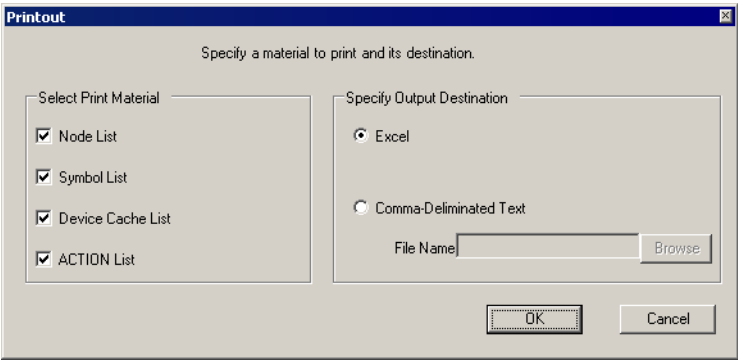 Printout
Specify a material to print and its destination.
Select Print Material
Node List
Symbol List
Device Cache List
ACTION List
Specify Output Destination
Excel
Comma-Deliminated Text
File Name
Browse
OK
Cancel